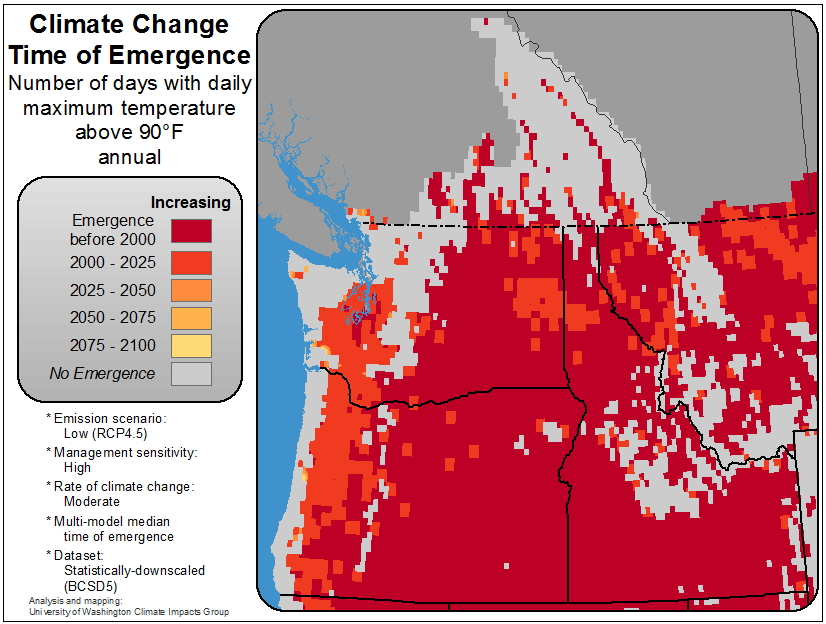 Climate Change
Time of Emergence
Number of days with daily
maximum temperature
above 90°F
annual
Increasing
Emergence
before 2000
2000 - 2025
2025 - 2050
2050 - 2075
2075 - 2100
No Emergence
* Emission scenario:
Low (RCP4.5)
* Management sensitivity:
High
* Rate of climate change:
Moderate
* Multi-model median
time of emergence
* Dataset:
Statistically-downscaled
(BCSD5)
Analysis and mapping:
University of Washington Climate Impacts Group